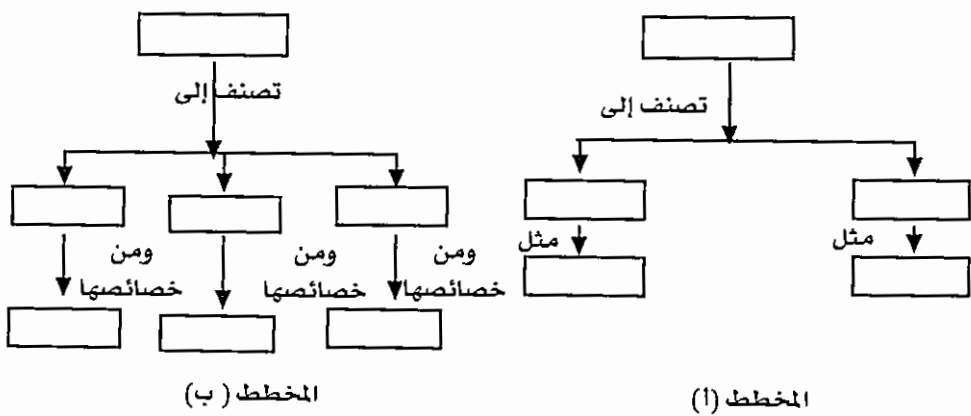 تصنف إلى
مثل
مثل
المخطط (أ)
تصنف إلى
ومن
خصائصها
ومن
خصائصها
ومن
خصائصها
المخطط (ب)